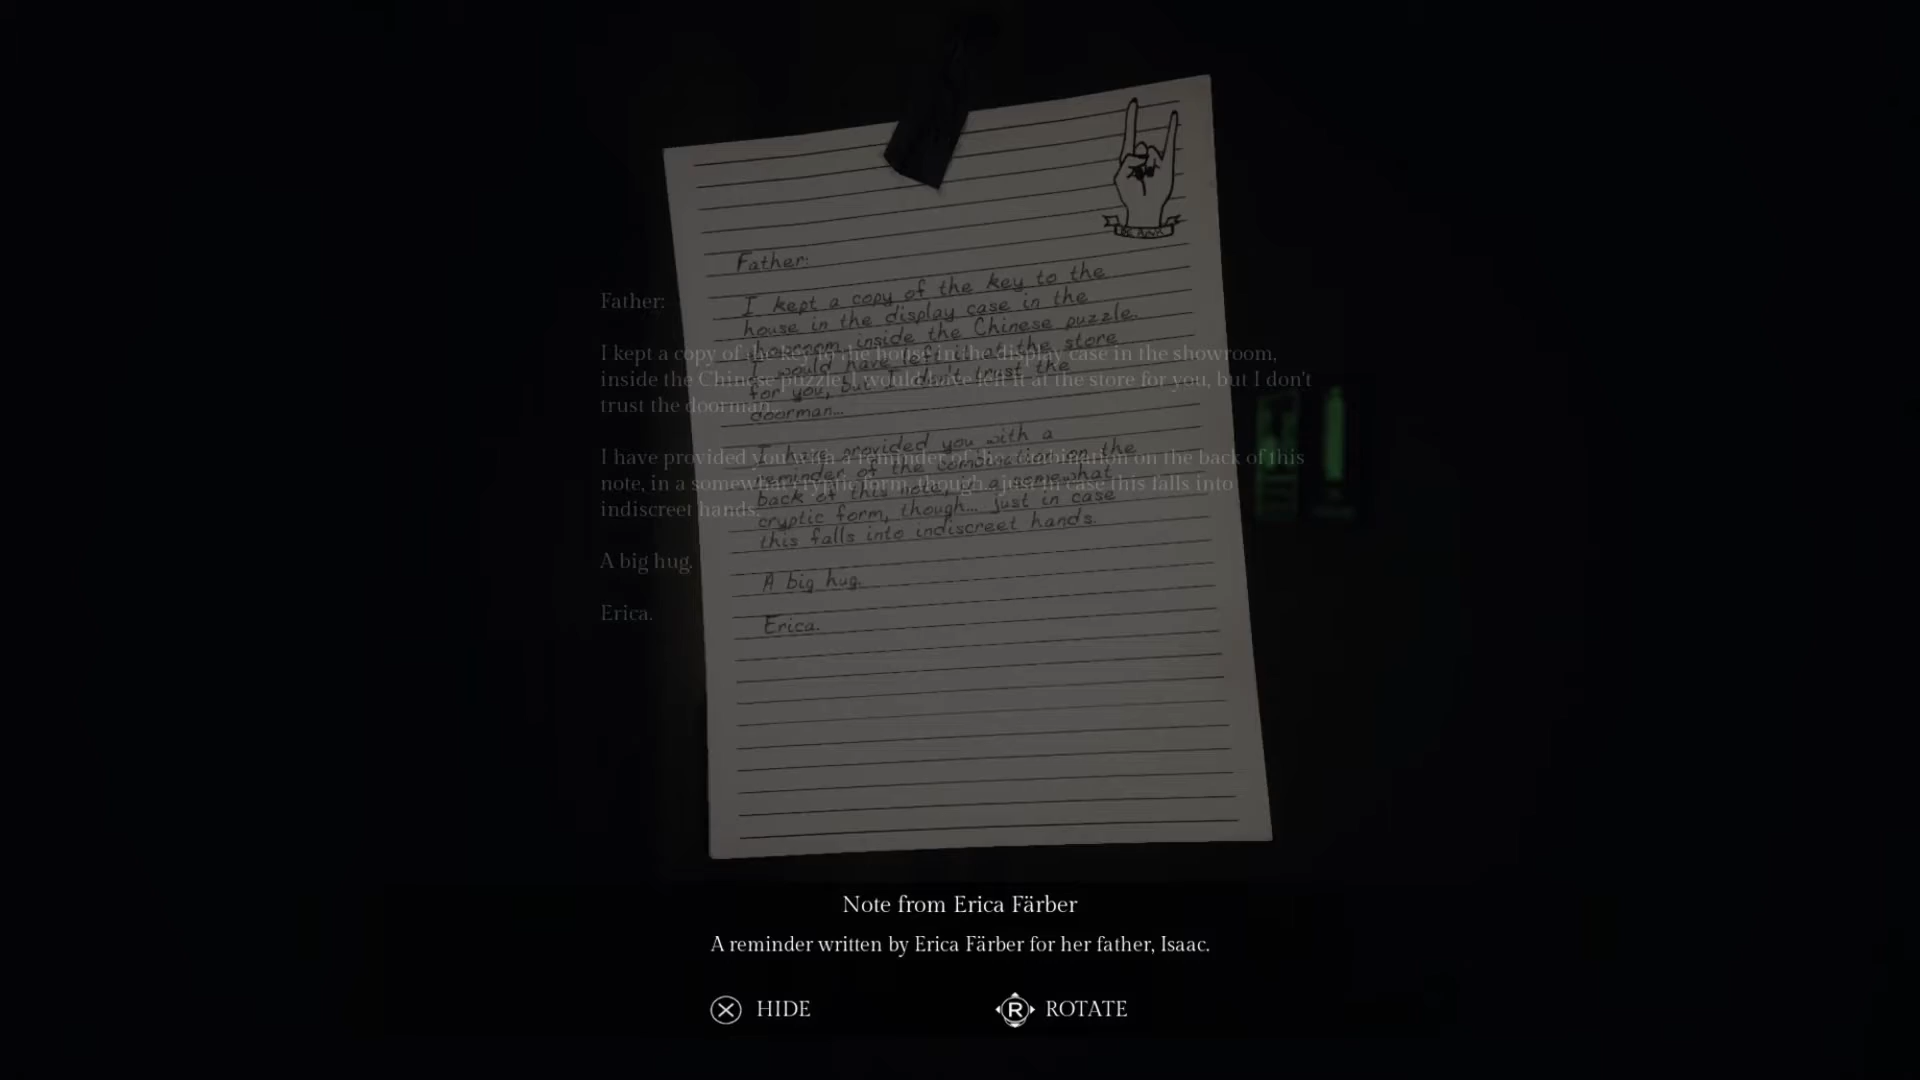 Father:
I kept a copy of the key to the
house in the display case in the
showroom inside the Chinese puzzle.
I would have left it at the store
for you, but I don't trust the
doorman...
I have provided you with a
reminder of the combination on the
back of this note, in a somewhat
cryptic form, though... just in case
this falls into indiscreet hands.
A big hug.
Erica.
Father:
I kept a copy of the key to the house in the display case in the showroom,
inside the Chinese puzzle. I would have left it at the store for you, but I don't
trust the doorman...
I have provided you with a reminder of the combination on the back of this
note, in a somewhat cryptic form, though... just in case this falls into
indiscreet hands.
A big hug.
Erica.
Note from Erica Färber
A reminder written by Erica Färber for her father, Isaac.
HIDE
R ROTATE